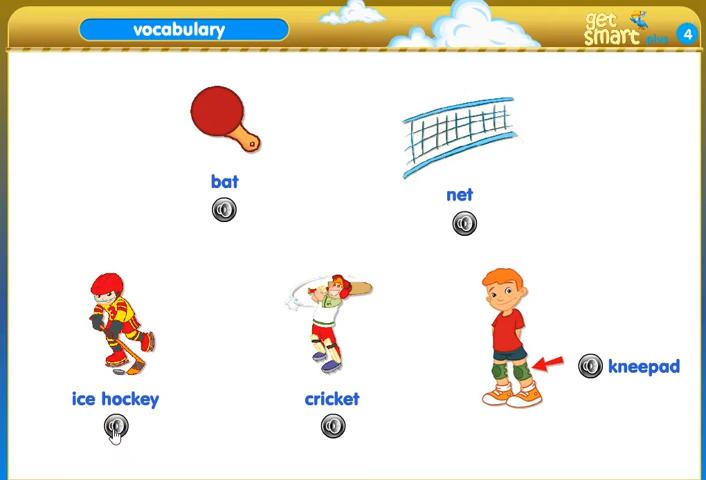 vocabulary
get
smart plus
4
bat
net
ice hockey
cricket
kneepad